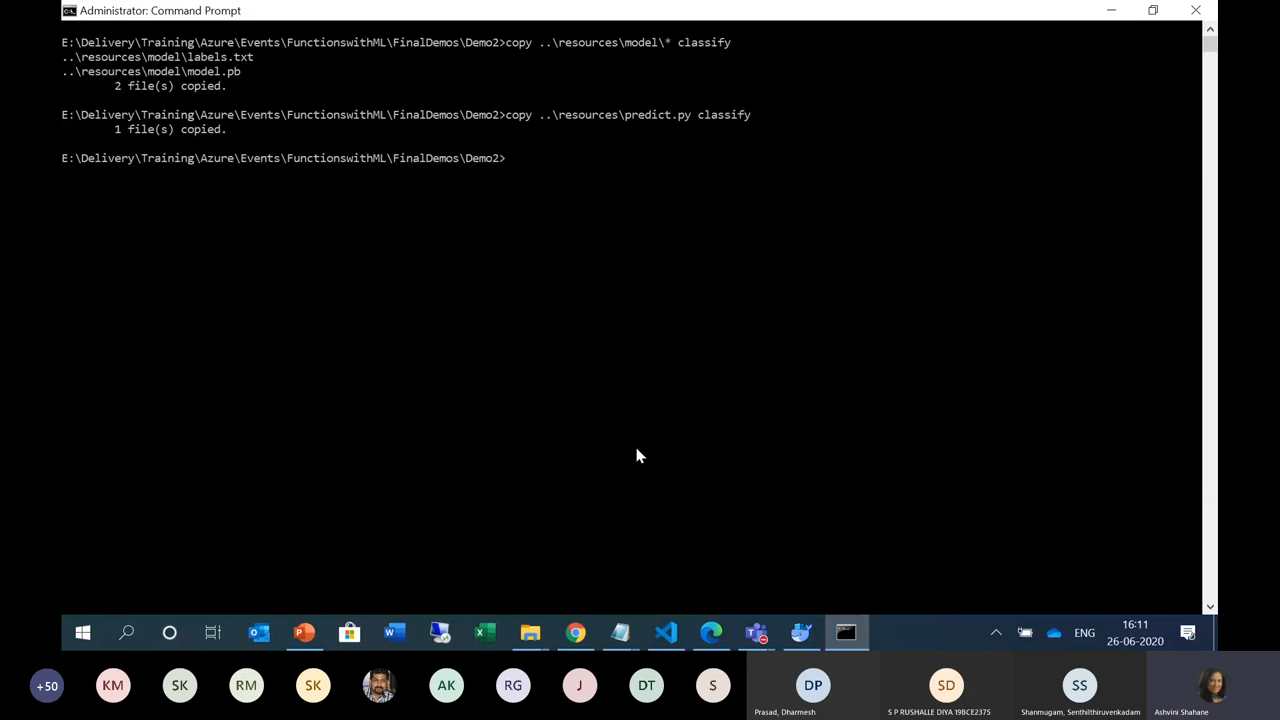 Administrator: Command Prompt
E:\Delivery\Training\Azure\Events\FunctionswithML\FinalDemos\Demo2>copy ..\resources\model\* classify
..\resources\model\labels.txt
..\resources\model\model.pb
2 file(s) copied.
E:\Delivery\Training\Azure\Events\FunctionswithML\FinalDemos\Demo2>copy ..\resources\predict.py classify
1 file(s) copied.
E:\Delivery\Training\Azure\Events\FunctionswithML\FinalDemos\Demo2>
ENG
16:11
26-06-2020
+50
KM
SK
RM
SK
AK
RG
J
DT
S
DP
SD
SS
Prasad, Dharmesh
S P RUSHALLE DIYA 19BCE2375
Shanmugam, Senthilthiruvenkadam
Ashvini Shahane